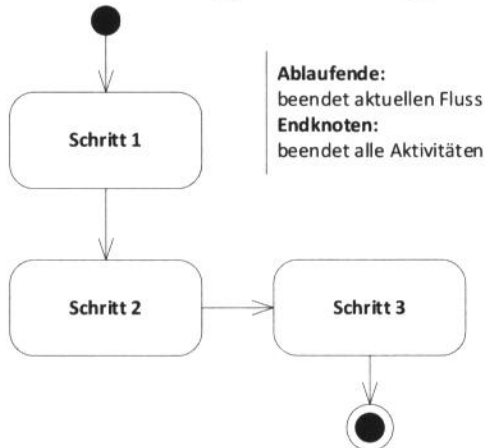 Ablaufende:
beendet aktuellen Fluss
Endknoten:
beendet alle Aktivitäten
Schritt 1
Schritt 2
Schritt 3